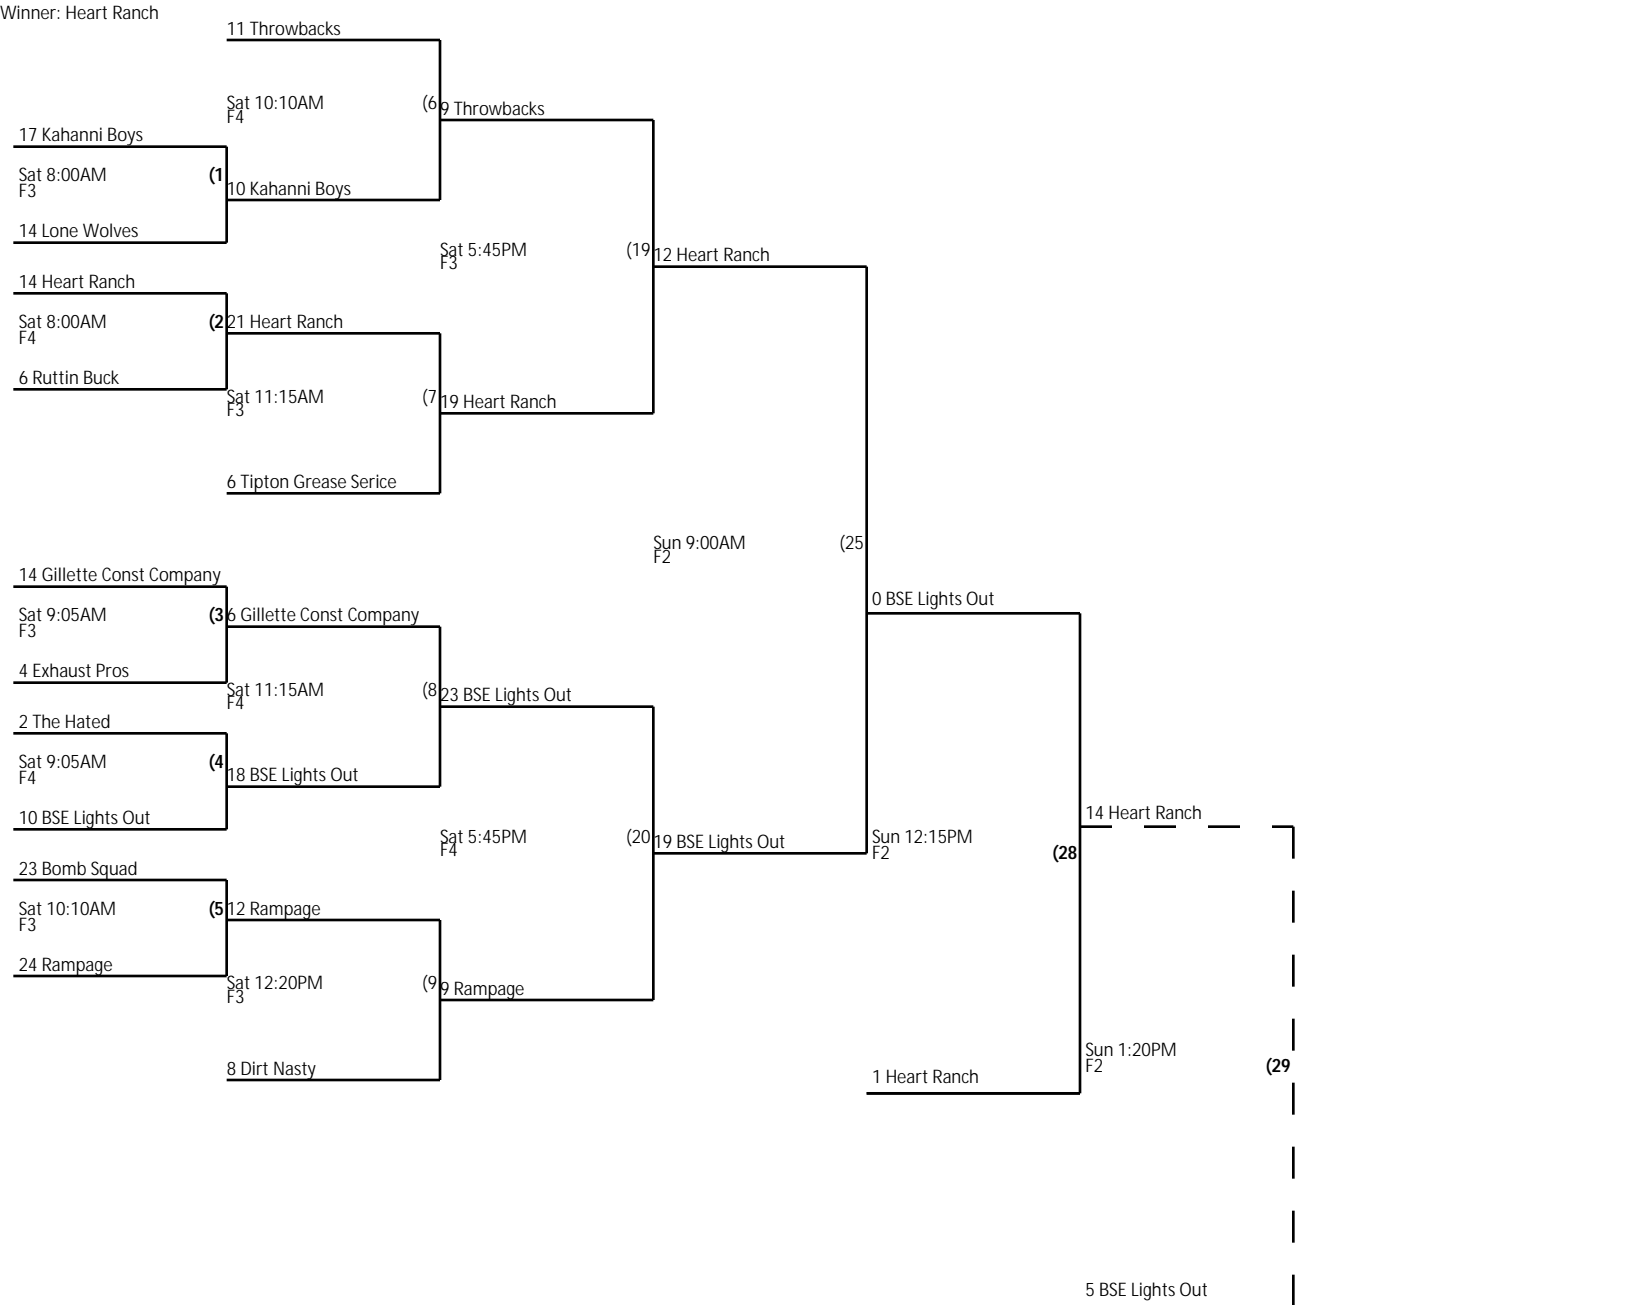 Winner: Heart Ranch
11 Throwbacks
Sat 10:10AM (6
F4
9 Throwbacks
17 Kahanni Boys
Sat 8:00AM (1
F3
10 Kahanni Boys
14 Lone Wolves
Sat 5:45PM (19
F3
12 Heart Ranch
14 Heart Ranch
Sat 8:00AM (2
F4
21 Heart Ranch
6 Ruttin Buck
Sat 11:15AM (7
F3
19 Heart Ranch
6 Tipton Grease Serice
Sun 9:00AM (25
F2
14 Gillette Const Company
Sat 9:05AM (3
F3
6 Gillette Const Company
0 BSE Lights Out
4 Exhaust Pros
Sat 11:15AM (8
F4
23 BSE Lights Out
2 The Hated
Sat 9:05AM (4
F4
18 BSE Lights Out
10 BSE Lights Out
14 Heart Ranch
Sat 5:45PM (20
F4
19 BSE Lights Out
Sun 12:15PM (28
F2
23 Bomb Squad
Sat 10:10AM (5
F3
12 Rampage
24 Rampage
Sat 12:20PM (9
F3
9 Rampage
8 Dirt Nasty
1 Heart Ranch
Sun 1:20PM (29
F2
5 BSE Lights Out